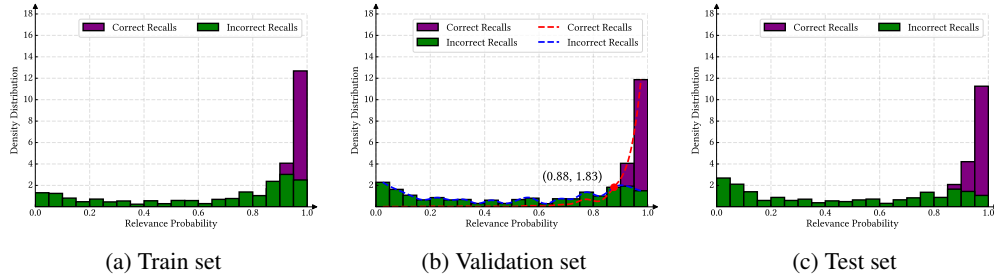 18
16
14
12
10
8
6
4
2
Density Distribution
Correct Recalls
Incorrect Recalls
0.0 0.2 0.4 0.6 0.8 1.0
Relevance Probability
(a) Train set
18
16
14
12
10
8
6
4
2
Density Distribution
Correct Recalls
Incorrect Recalls
Correct Recalls
Incorrect Recalls
(0.88, 1.83)
0.0 0.2 0.4 0.6 0.8 1.0
Relevance Probability
(b) Validation set
18
16
14
12
10
8
6
4
2
Density Distribution
Correct Recalls
Incorrect Recalls
0.0 0.2 0.4 0.6 0.8 1.0
Relevance Probability
(c) Test set